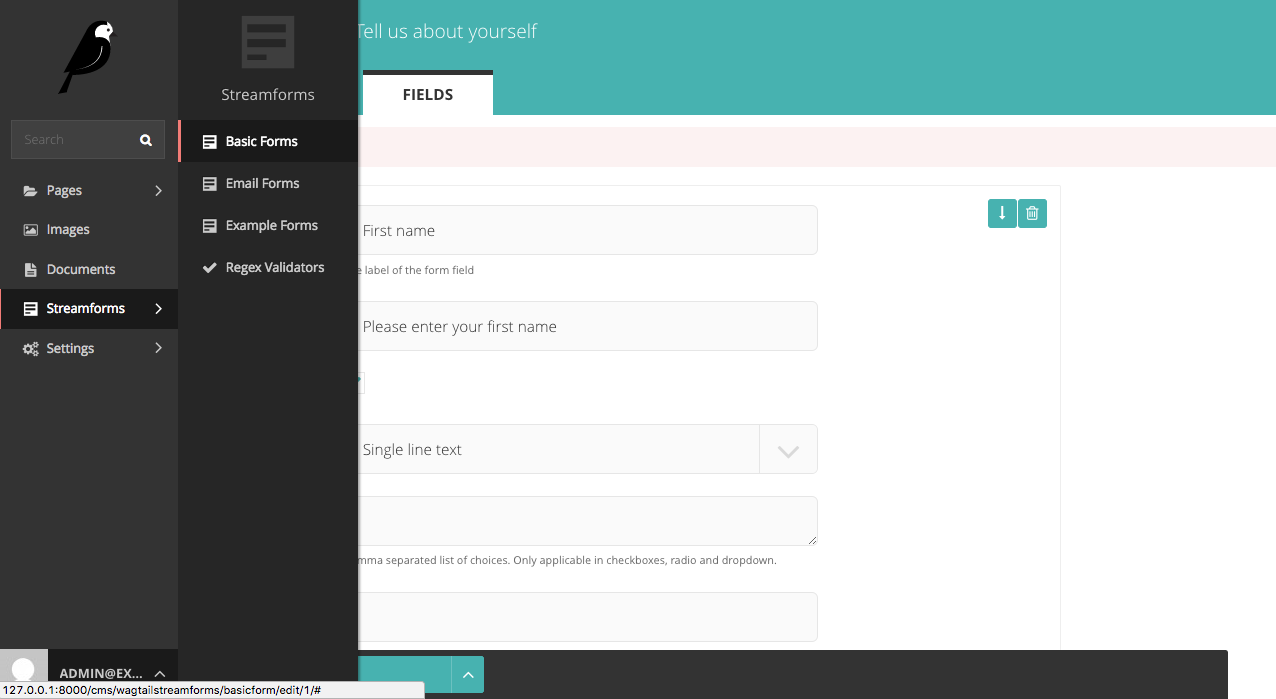 Search
Pages
Images
Documents
Streamforms
Settings
ADMIN@EX...
127.0.0.1:8000/cms/wagtailstreamforms/basicform/edit/1/#
Streamforms
Basic Forms
Email Forms
Example Forms
Regex Validators
Tell us about yourself
FIELDS
First name
label of the form field
Please enter your first name
Single line text
separated list of choices. Only applicable in checkboxes, radio and dropdown.